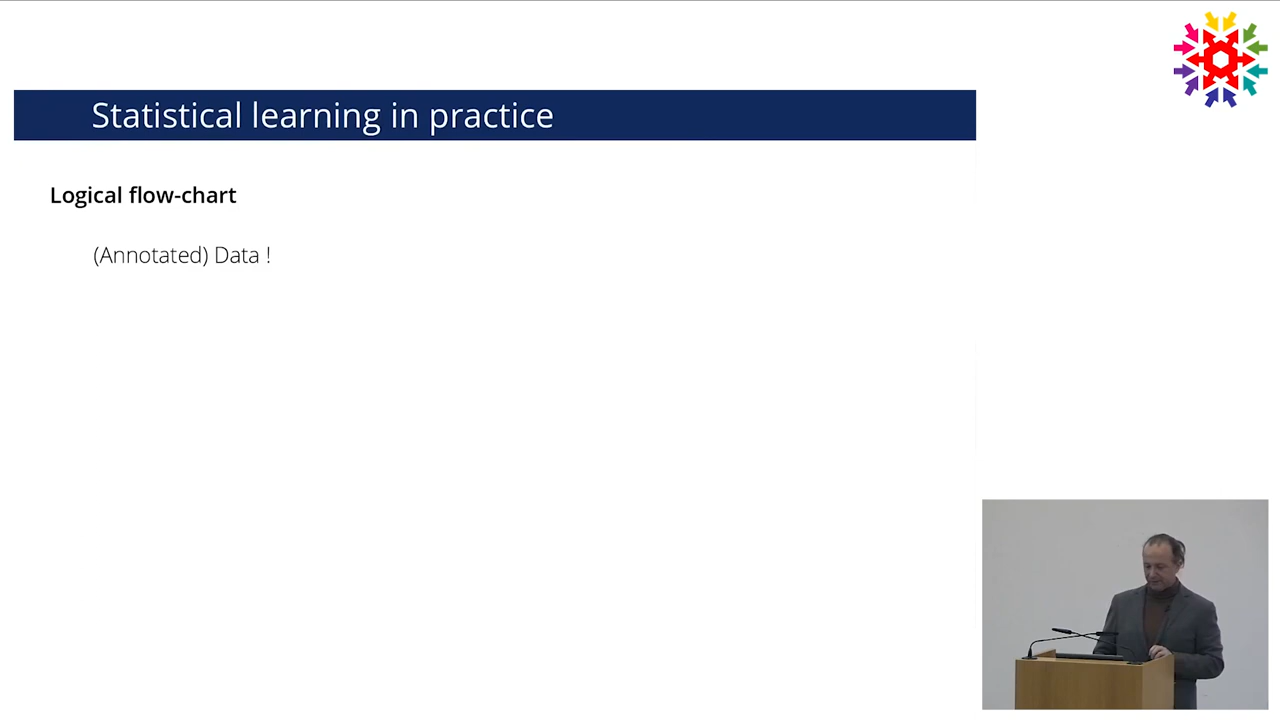 Statistical learning in practice
Logical flow-chart
(Annotated) Data !